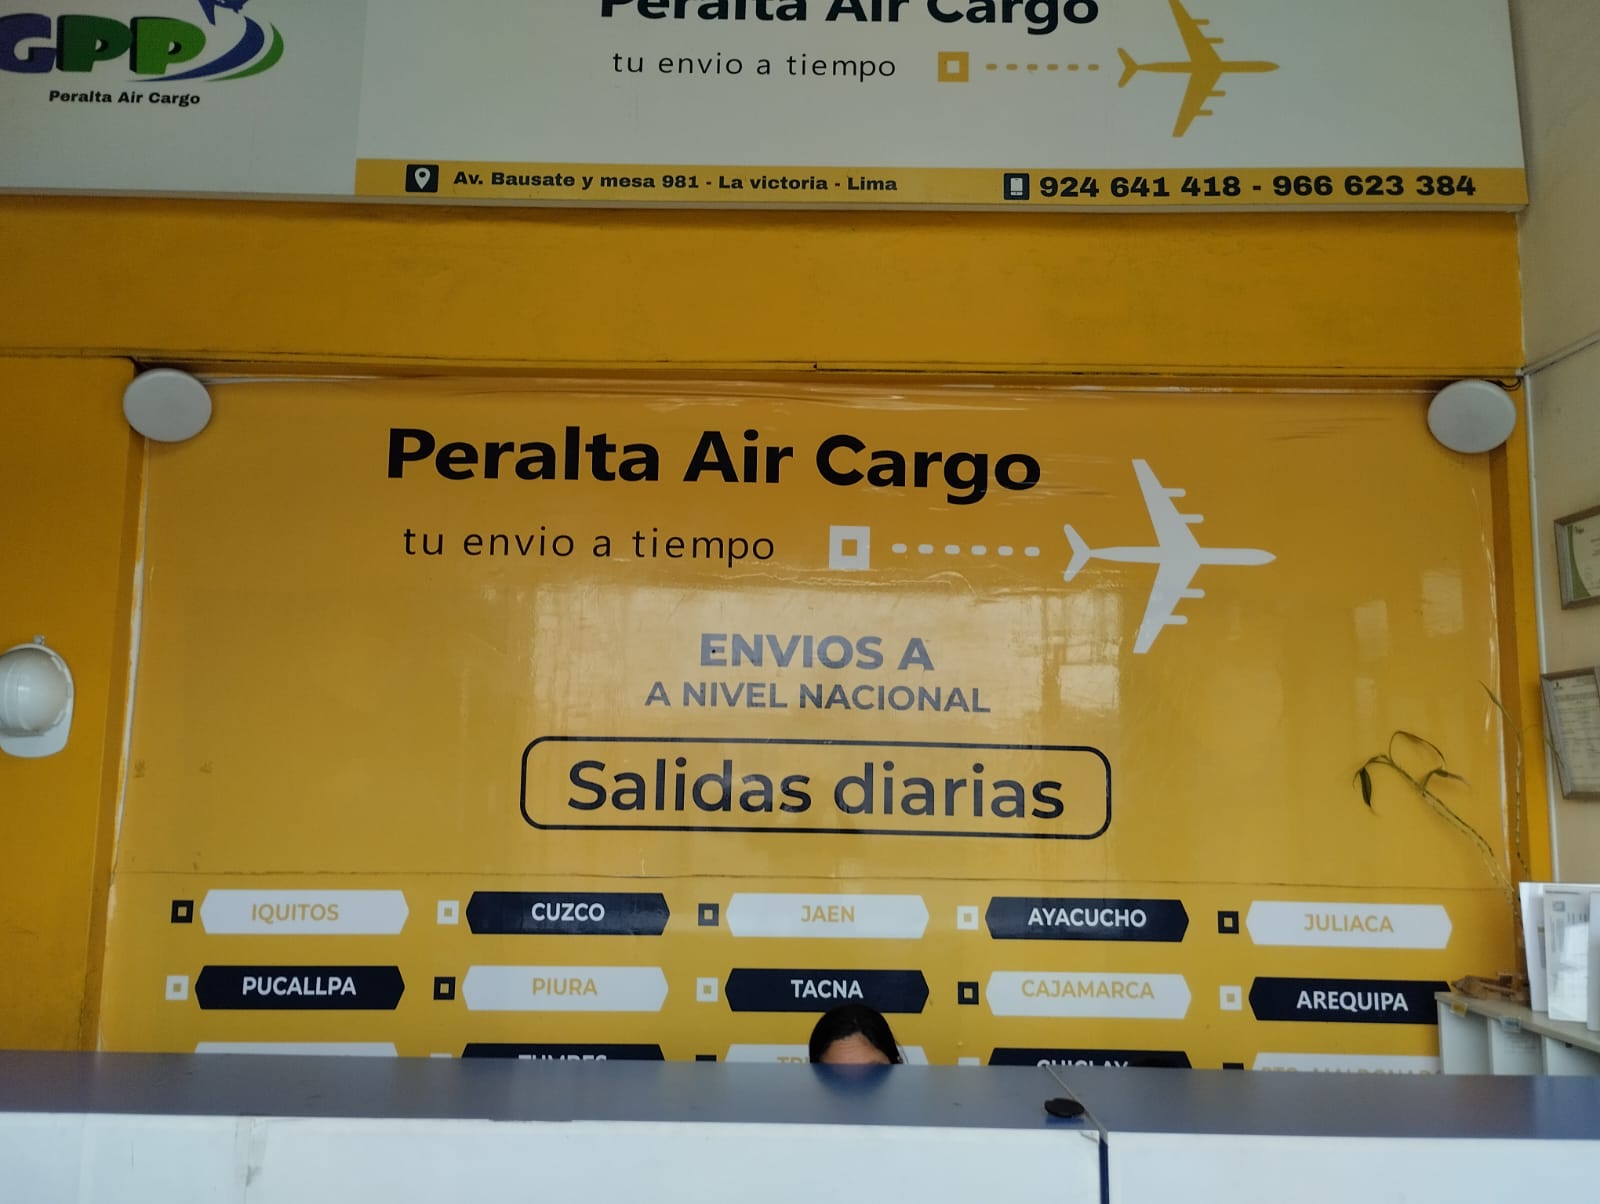 GPP
Peralta Air Cargo
Peralta Air Cargo
tu envio a tiempo
Av. Bausate y mesa 981 - La victoria - Lima
924 641 418 - 966 623 384
Peralta Air Cargo
tu envio a tiempo
ENVIOS A
A NIVEL NACIONAL
Salidas diarias
IQUITOS
CUZCO
JAEN
AYACUCHO
JULIACA
PUCALLPA
PIURA
TACNA
CAJAMARCA
AREQUIPA
TUMBES
CHICLAY